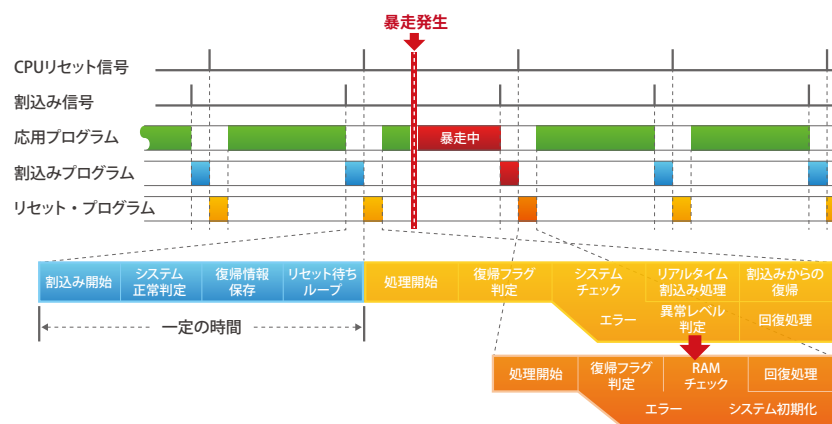 暴走発生
CPUリセット信号
割込み信号
応用プログラム
暴走中
割込みプログラム
リセット・プログラム
割込み開始
システム
正常判定
復帰情報
保存
リセット待ち
ループ
処理開始
復帰フラグ
判定
システム
チェック
リアルタイム
割込み処理
割込みからの
復帰
エラー
異常レベル
判定
回復処理
一定の時間
処理開始
復帰フラグ
判定
RAM
チェック
回復処理
エラー
システム初期化